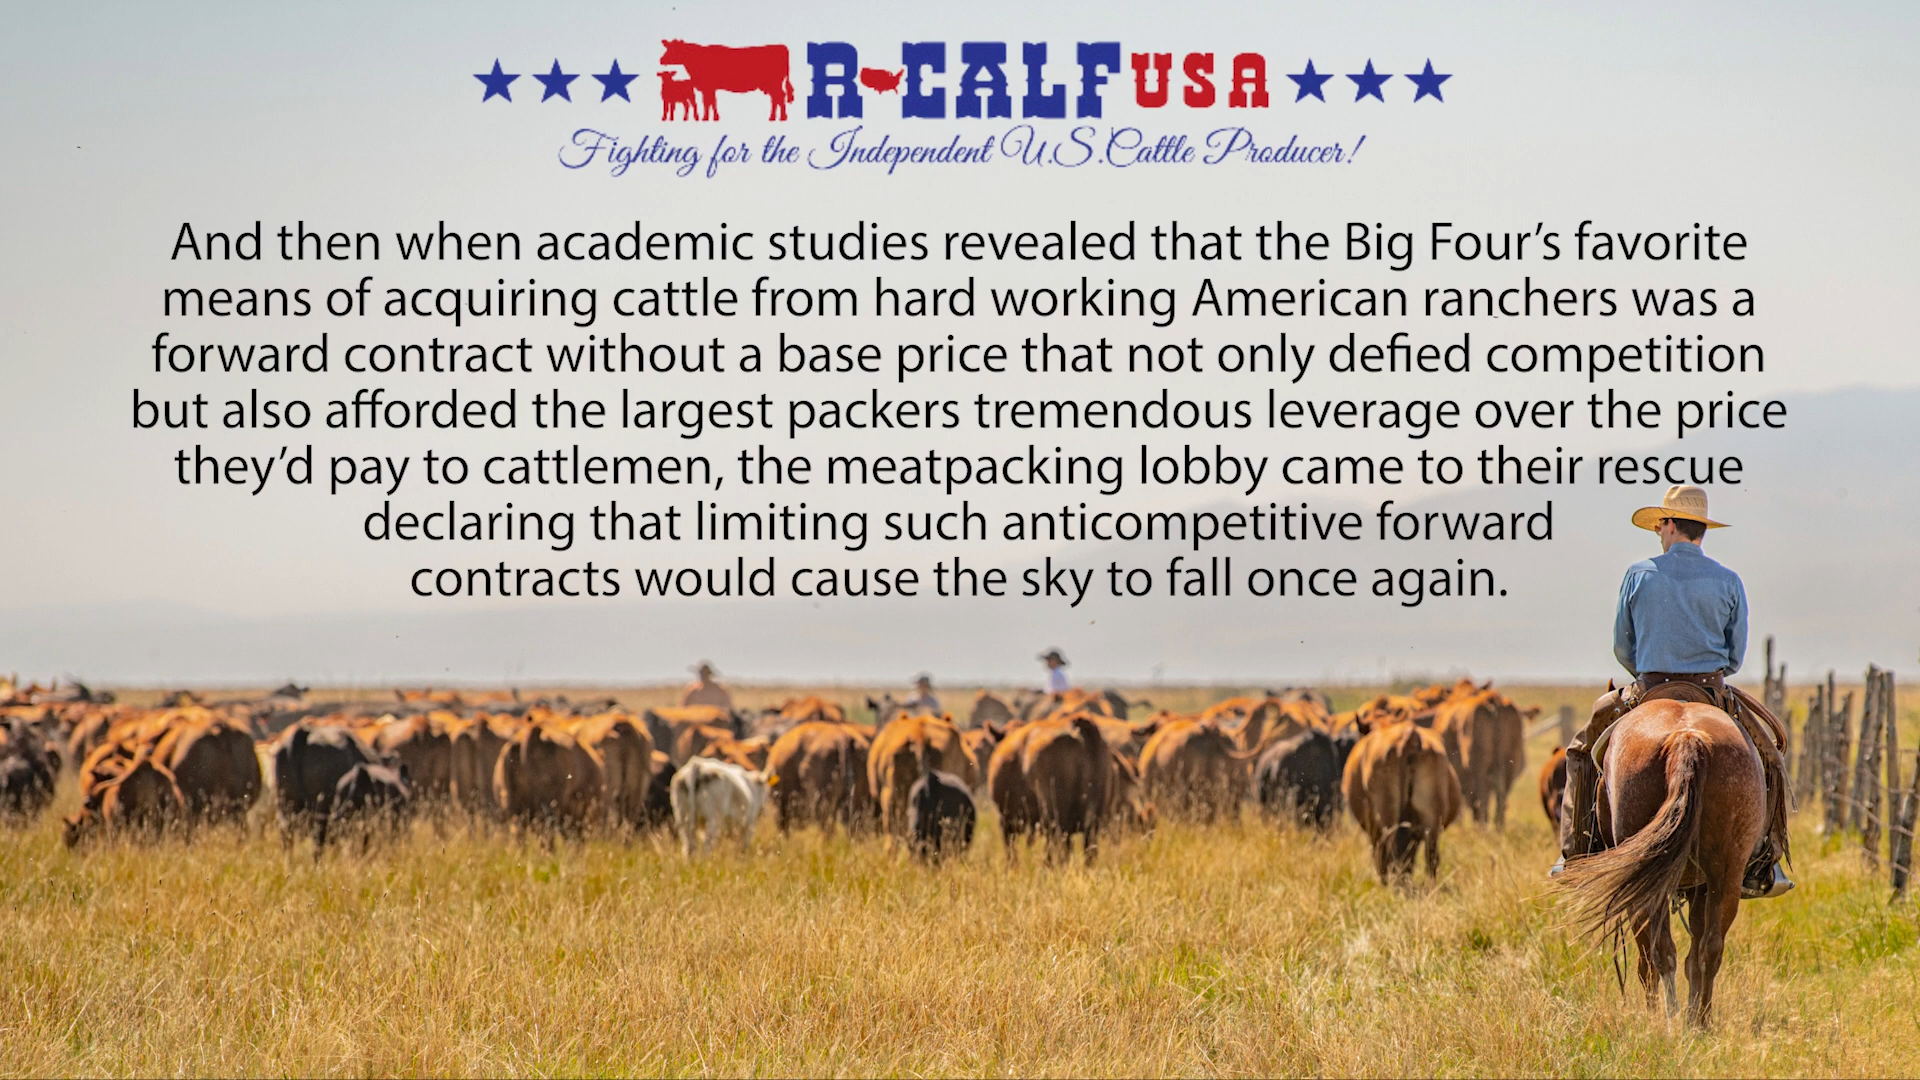 R-CALF USA
Fighting for the Independent U.S. Cattle Producer!
And then when academic studies revealed that the Big Four’s favorite
means of acquiring cattle from hard working American ranchers was a
forward contract without a base price that not only defied competition
but also afforded the largest packers tremendous leverage over the price
they’d pay to cattlemen, the meatpacking lobby came to their rescue
declaring that limiting such anticompetitive forward
contracts would cause the sky to fall once again.